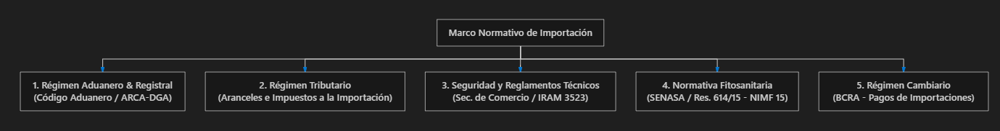 Marco Normativo de Importación
1. Régimen Aduanero & Registral
(Código Aduanero / ARCA-DGA)
2. Régimen Tributario
(Aranceles e Impuestos a la Importación)
3. Seguridad y Reglamentos Técnicos
(Sec. de Comercio / IRAM 3523)
4. Normativa Fitosanitaria
(SENASA / Res. 614/15 - NIMF 15)
5. Régimen Cambiario
(BCRA - Pagos de Importaciones)